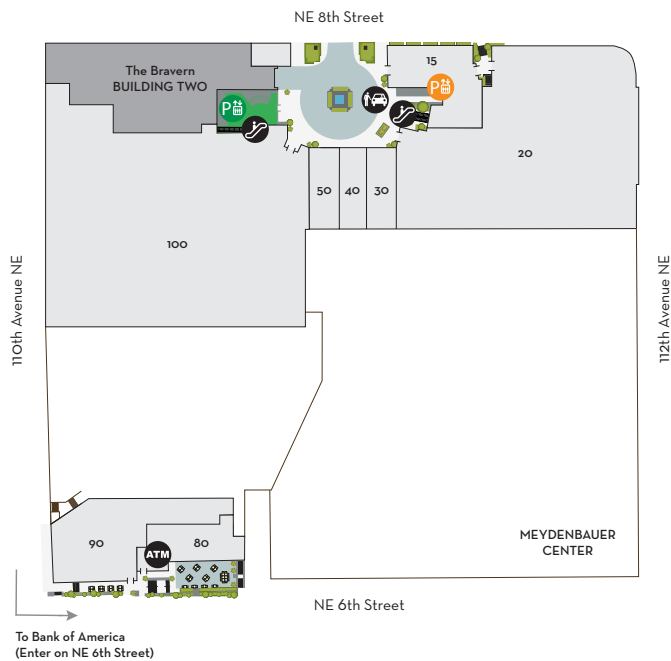 NE 8th Street
The Bravern
BUILDING TWO
15
P
P
20
50
40
30
100
110th Avenue NE
112th Avenue NE
MEYDENBAUER
CENTER
90
ATM
80
NE 6th Street
To Bank of America
(Enter on NE 6th Street)